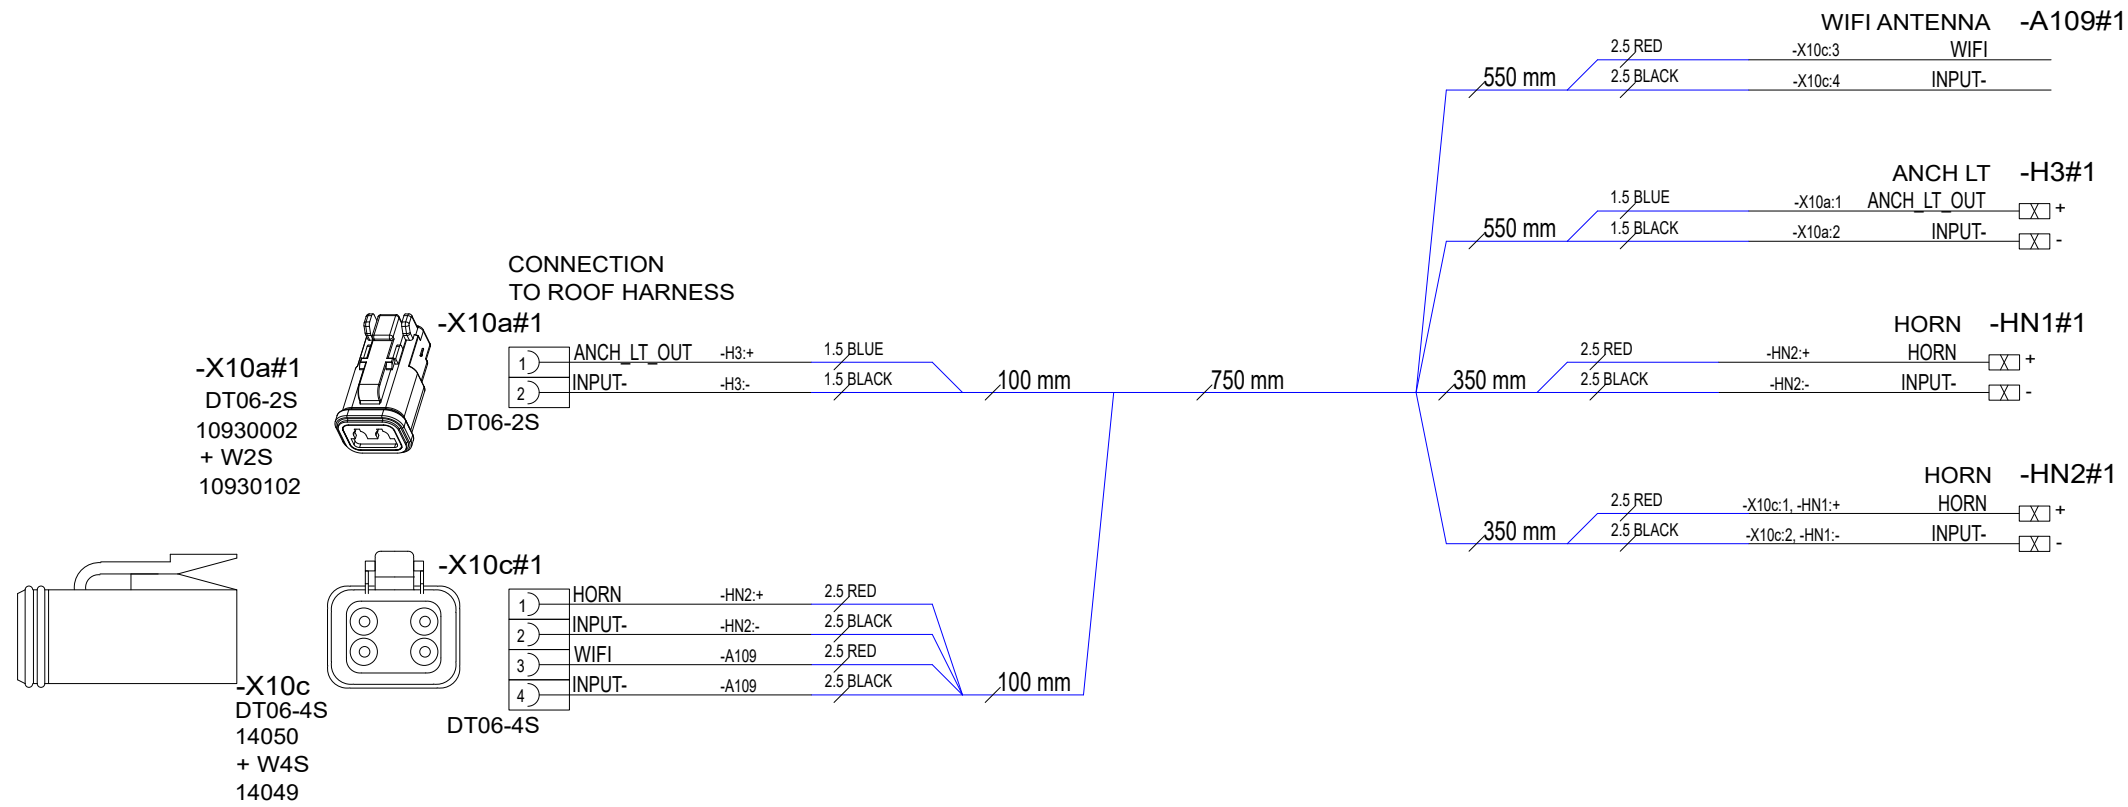 WIFI ANTENNA -A109#1
2.5 RED -X10c:3 WIFI
550 mm
2.5 BLACK -X10c:4 INPUT-
ANCH LT -H3#1
1.5 BLUE -X10a:1 ANCH_LT_OUT +
550 mm
1.5 BLACK -X10a:2 INPUT- -
CONNECTION
TO ROOF HARNESS
-X10a#1
1 ANCH_LT_OUT -H3:+ 1.5 BLUE
2 INPUT- -H3:- 1.5 BLACK
DT06-2S
100 mm
750 mm
-X10a#1
DT06-2S
10930002
+ W2S
10930102
HORN -HN1#1
2.5 RED -HN2:+ HORN +
350 mm
2.5 BLACK -HN2:- INPUT- -
HORN -HN2#1
2.5 RED -X10c:1, -HN1:+ HORN +
350 mm
2.5 BLACK -X10c:2, -HN1:- INPUT- -
-X10c#1
1 HORN -HN2:+ 2.5 RED
2 INPUT- -HN2:- 2.5 BLACK
3 WIFI -A109 2.5 RED
4 INPUT- -A109 2.5 BLACK
100 mm
DT06-4S
-X10c
DT06-4S
14050
+ W4S
14049